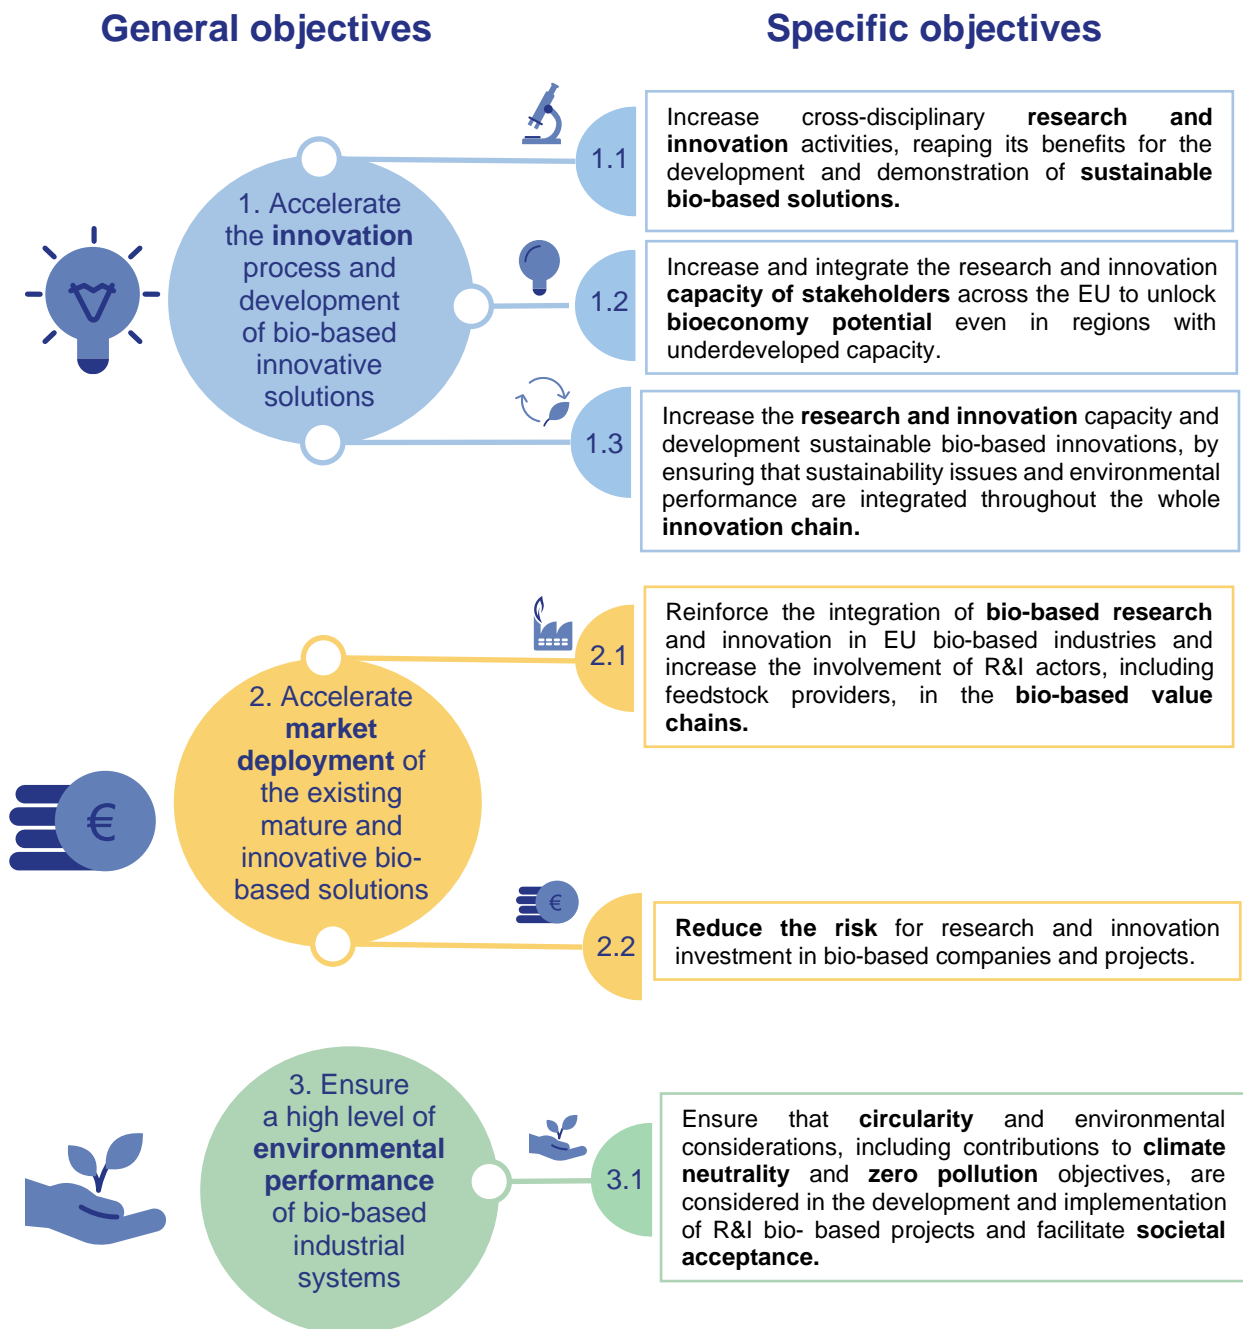 General objectives
Specific objectives
1. Accelerate
the innovation
process and
development
of bio-based
innovative
solutions
1.1
Increase cross-disciplinary research and
innovation activities, reaping its benefits for the
development and demonstration of sustainable
bio-based solutions.
1.2
Increase and integrate the research and innovation
capacity of stakeholders across the EU to unlock
bioeconomy potential even in regions with
underdeveloped capacity.
1.3
Increase the research and innovation capacity and
development sustainable bio-based innovations, by
ensuring that sustainability issues and environmental
performance are integrated throughout the whole
innovation chain.
2. Accelerate
market
deployment of
the existing
mature and
innovative bio-
based solutions
€
2.1
Reinforce the integration of bio-based research
and innovation in EU bio-based industries and
increase the involvement of R&I actors, including
feedstock providers, in the bio-based value
chains.
€
2.2
Reduce the risk for research and innovation
investment in bio-based companies and projects.
3. Ensure
a high level of
environmental
performance
of bio-based
industrial
systems
3.1
Ensure that circularity and environmental
considerations, including contributions to climate
neutrality and zero pollution objectives, are
considered in the development and implementation
of R&I bio- based projects and facilitate societal
acceptance.